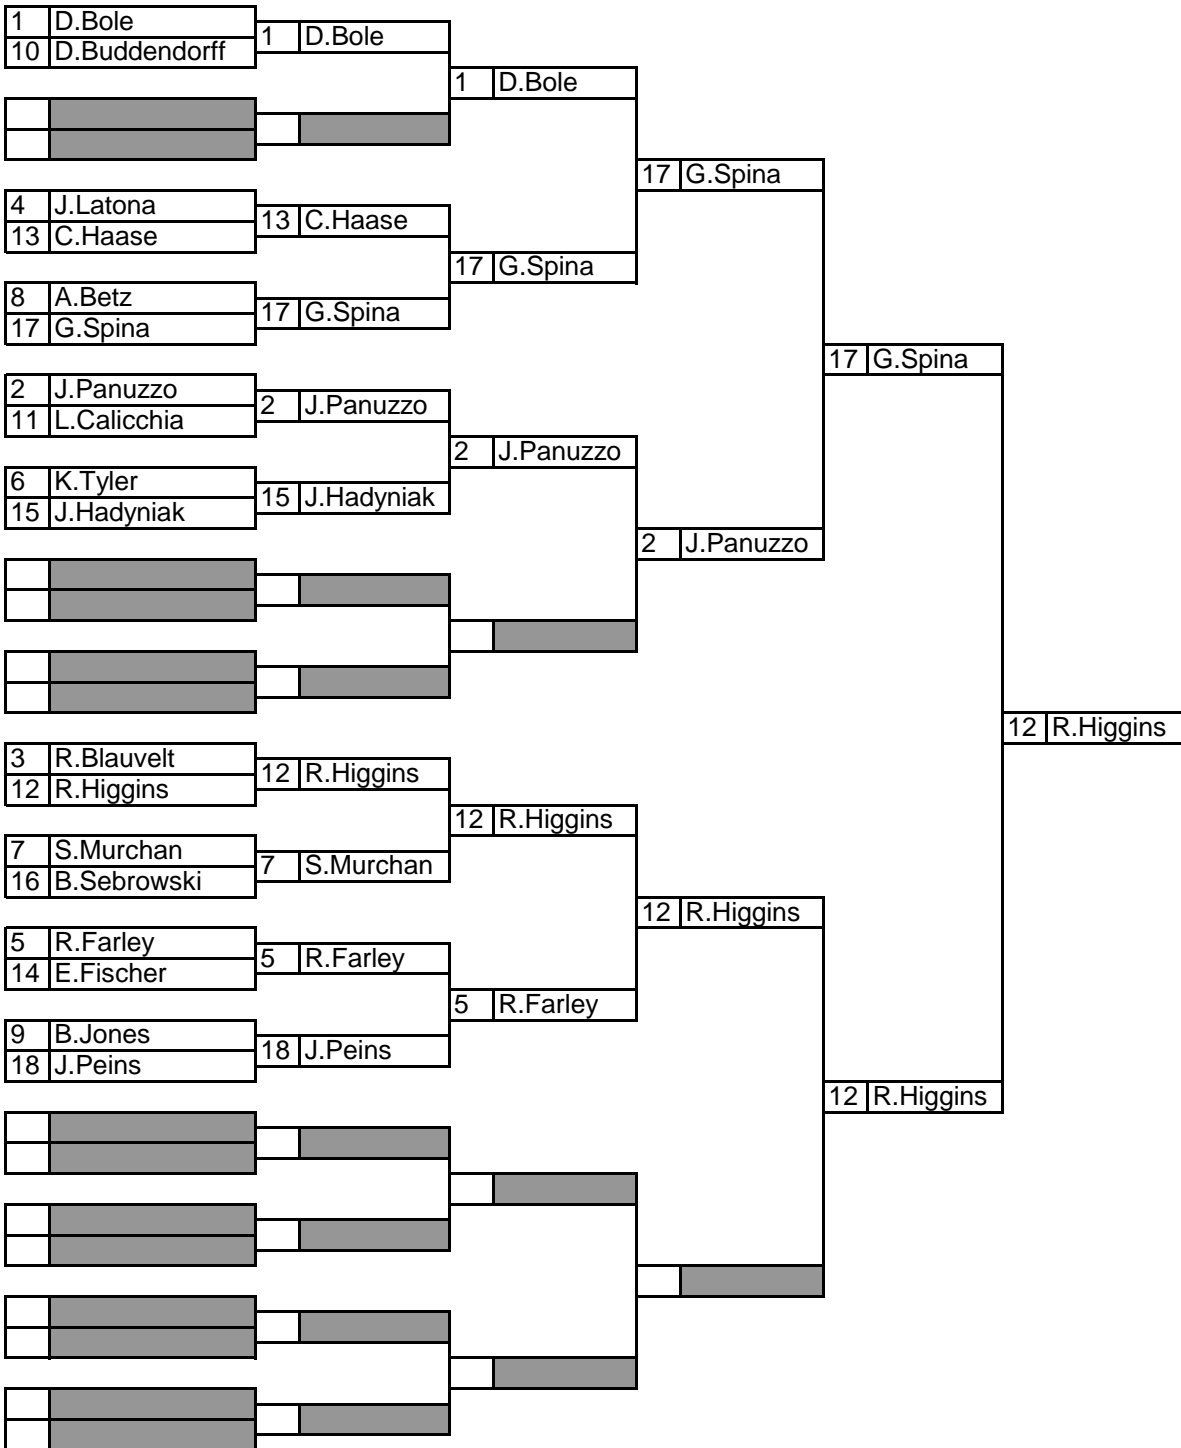 1 D.Bole
10 D.Buddendorff
1 D.Bole
1 D.Bole
17 G.Spina
4 J.Latona
13 C.Haase
13 C.Haase
17 G.Spina
8 A.Betz
17 G.Spina
17 G.Spina
17 G.Spina
2 J.Panuzzo
11 L.Calicchia
2 J.Panuzzo
2 J.Panuzzo
6 K.Tyler
15 J.Hadyniak
15 J.Hadyniak
2 J.Panuzzo
12 R.Higgins
3 R.Blauvelt
12 R.Higgins
12 R.Higgins
12 R.Higgins
7 S.Murchan
16 B.Sebrowski
7 S.Murchan
12 R.Higgins
5 R.Farley
14 E.Fischer
5 R.Farley
5 R.Farley
9 B.Jones
18 J.Peins
18 J.Peins
12 R.Higgins